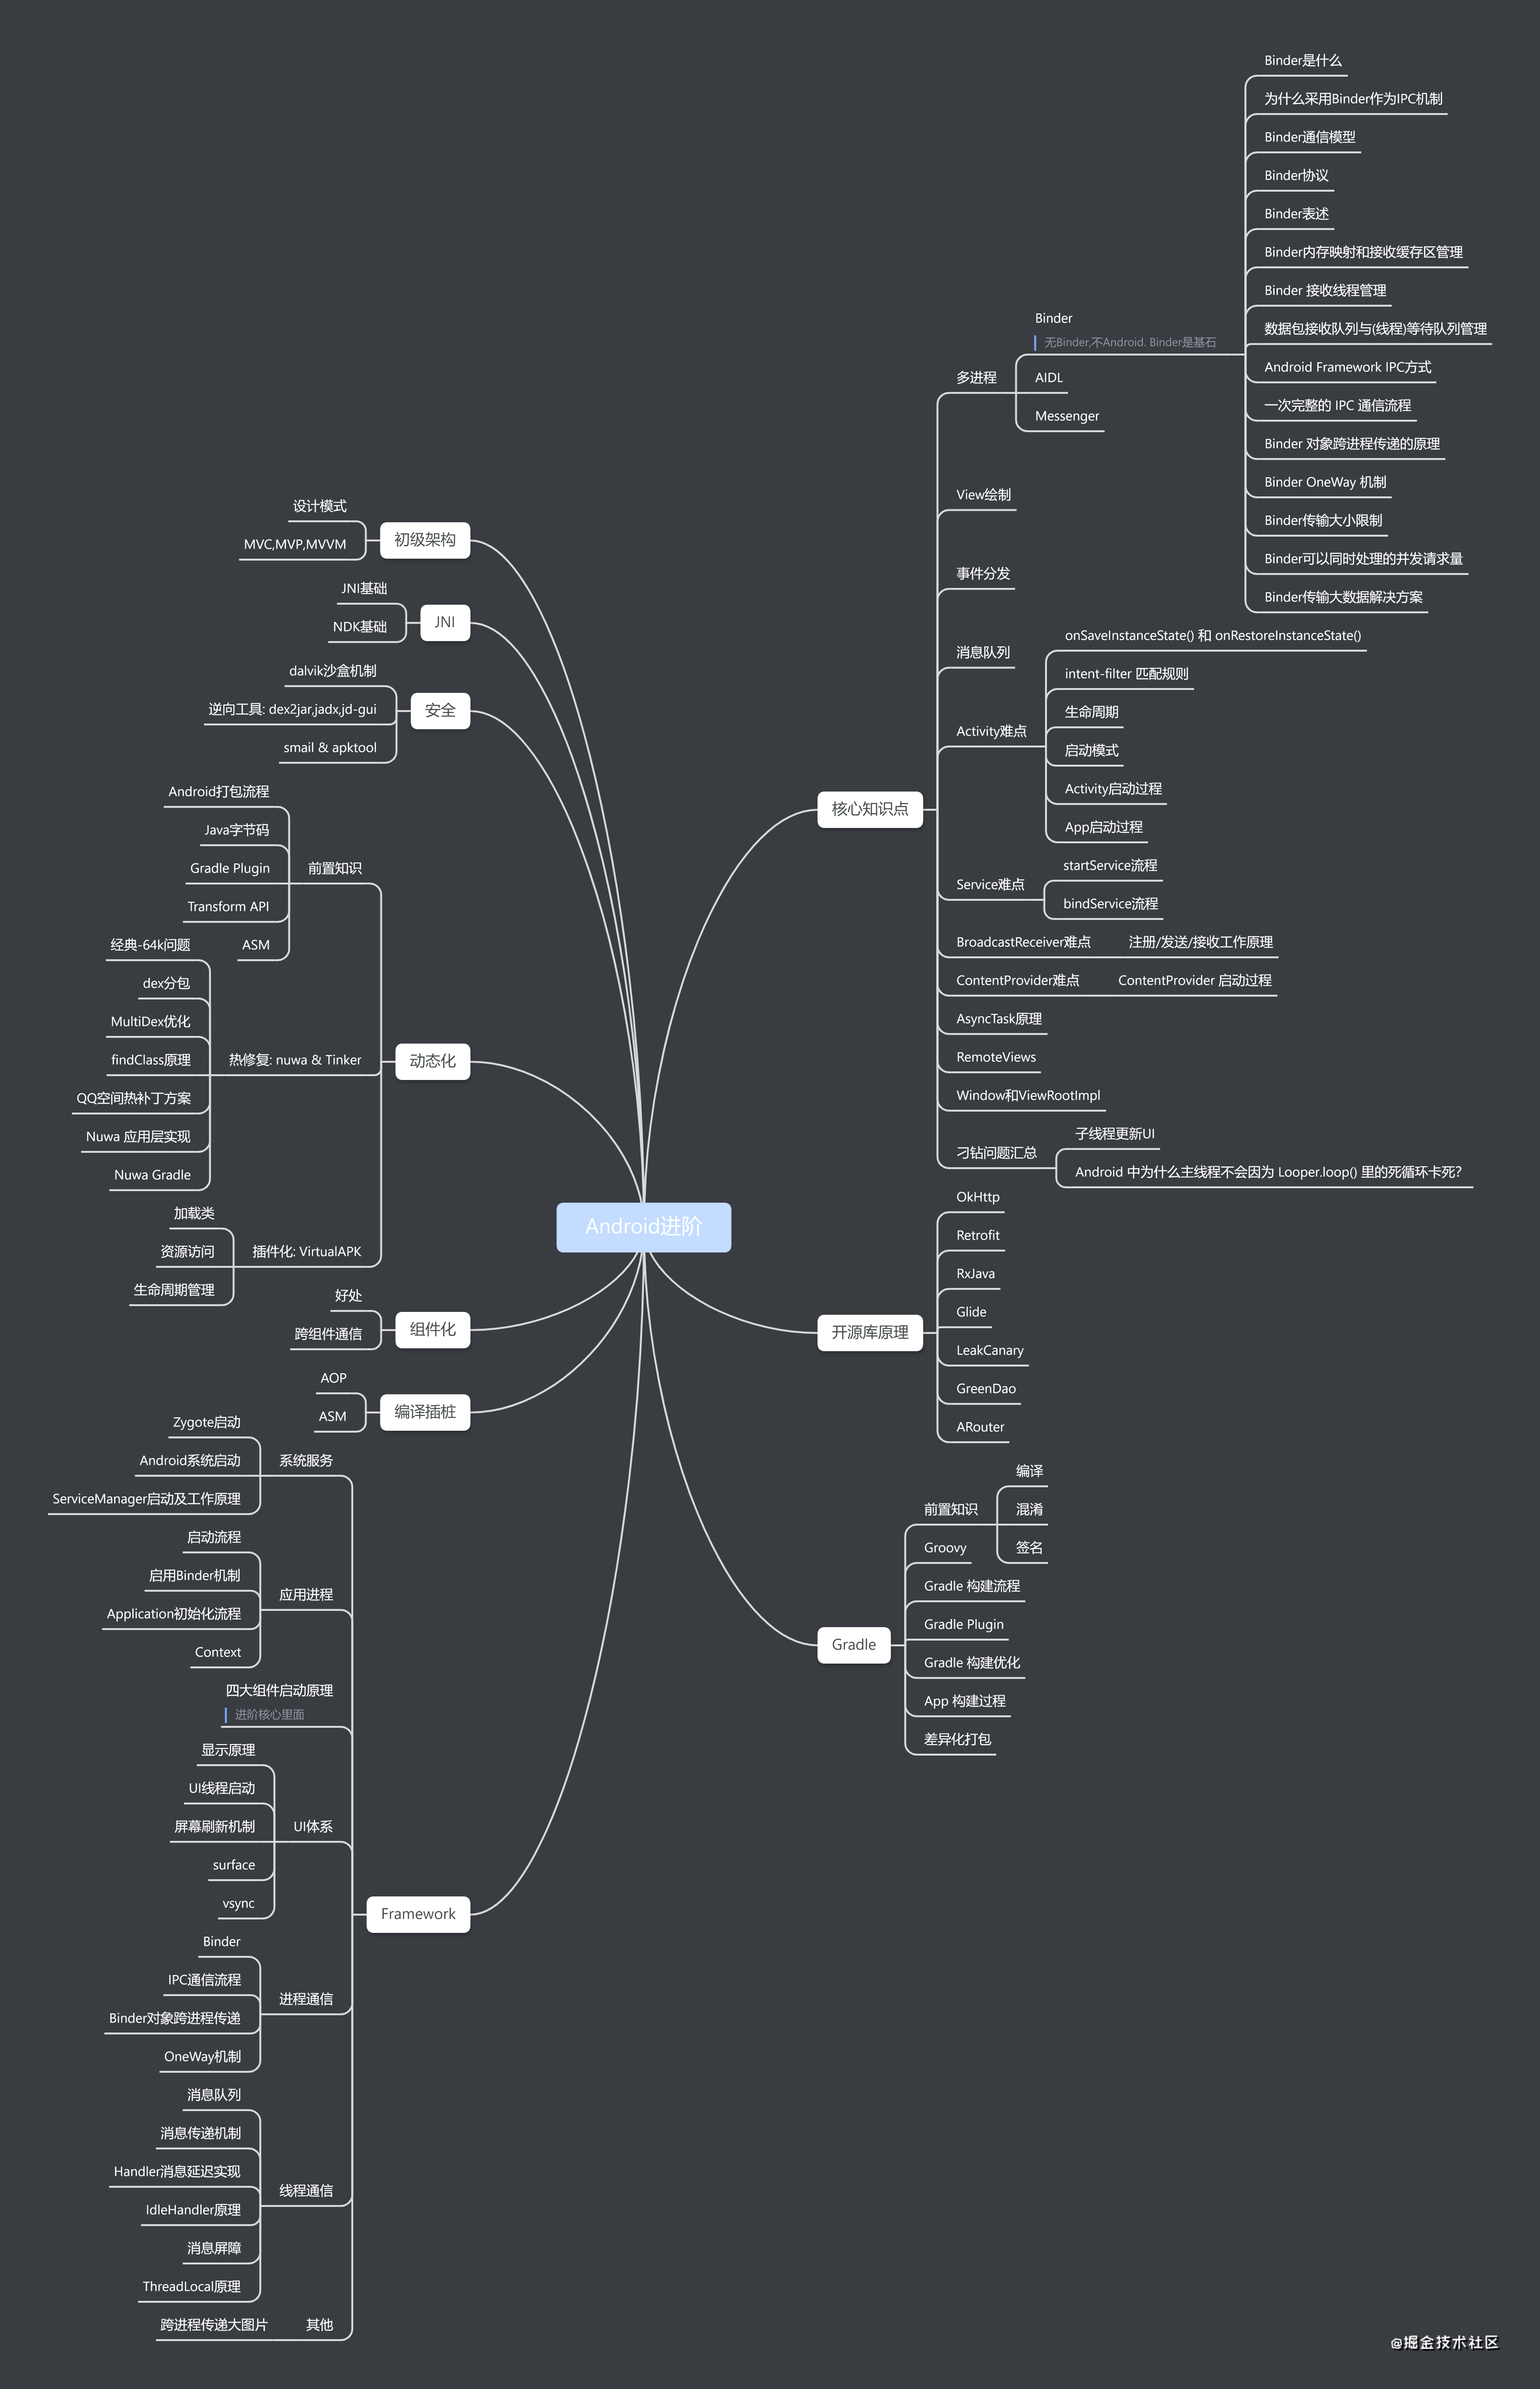 Android进阶
核心知识点
多进程
Binder
无Binder,不Android. Binder是基石
Binder是什么
为什么采用Binder作为IPC机制
Binder通信模型
Binder协议
Binder表述
Binder内存映射和接收缓存区管理
Binder 接收线程管理
数据包接收队列与(线程)等待队列管理
Android Framework IPC方式
一次完整的 IPC 通信流程
Binder 对象跨进程传递的原理
Binder OneWay 机制
Binder传输大小限制
Binder可以同时处理的并发请求量
Binder传输大数据解决方案
AIDL
Messenger
View绘制
事件分发
消息队列
Activity难点
onSaveInstanceState() 和 onRestoreInstanceState()
intent-filter 匹配规则
生命周期
启动模式
Activity启动过程
App启动过程
Service难点
startService流程
bindService流程
BroadcastReceiver难点
注册/发送/接收工作原理
ContentProvider难点
ContentProvider 启动过程
AsyncTask原理
RemoteViews
Window和ViewRootImpl
刁钻问题汇总
子线程更新UI
Android 中为什么主线程不会因为 Looper.loop() 里的死循环卡死?
开源库原理
OkHttp
Retrofit
RxJava
Glide
LeakCanary
GreenDao
ARouter
Gradle
前置知识
编译
混淆
签名
Groovy
Gradle 构建流程
Gradle Plugin
Gradle 构建优化
App 构建过程
差异化打包
初级架构
设计模式
MVC,MVP,MVVM
JNI
JNI基础
NDK基础
安全
dalvik沙盒机制
逆向工具: dex2jar,jadx,jd-gui
smail & apktool
动态化
前置知识
Android打包流程
Java字节码
Gradle Plugin
Transform API
ASM
热修复: nuwa & Tinker
经典-64k问题
dex分包
MultiDex优化
findClass原理
QQ空间热补丁方案
Nuwa 应用层实现
Nuwa Gradle
插件化: VirtualAPK
加载类
资源访问
生命周期管理
组件化
好处
跨组件通信
编译插桩
AOP
ASM
Framework
系统服务
Zygote启动
Android系统启动
ServiceManager启动及工作原理
应用进程
启动流程
启用Binder机制
Application初始化流程
Context
四大组件启动原理
进阶核心里面
UI体系
显示原理
UI线程启动
屏幕刷新机制
surface
vsync
进程通信
Binder
IPC通信流程
Binder对象跨进程传递
OneWay机制
线程通信
消息队列
消息传递机制
Handler消息延迟实现
IdleHandler原理
消息屏障
ThreadLocal原理
其他
跨进程传递大图片
@掘金技术社区